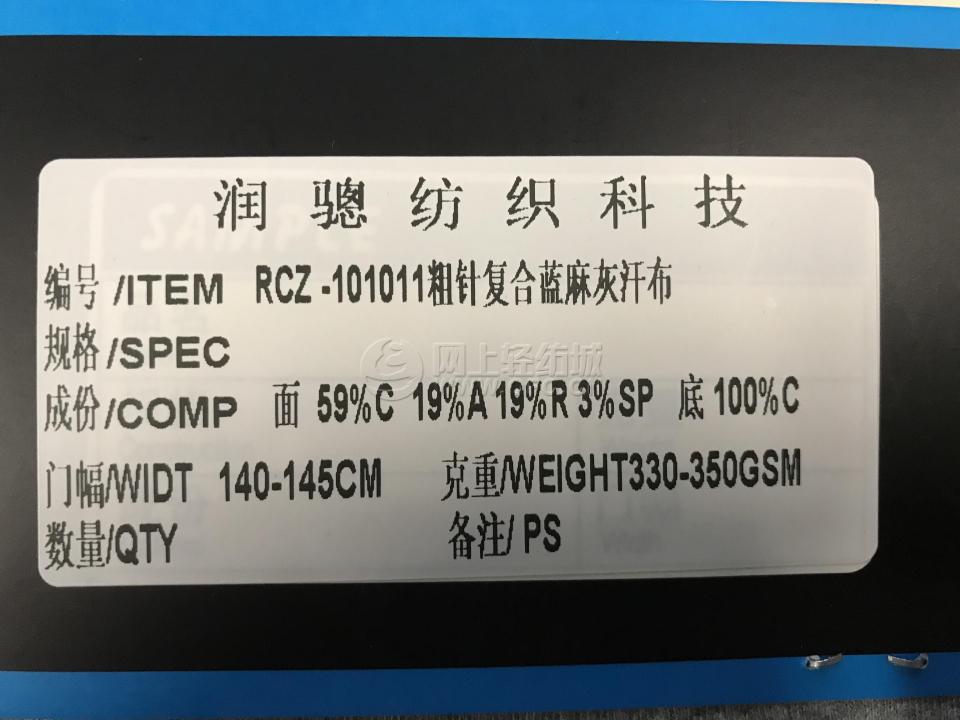 润骢纺织科技
SAMPLE
编号/ITEM RCZ-101011粗针复合蓝麻灰汗布
规格/SPEC
网上轻纺城
成份/COMP 面 59%C 19%A 19%R 3%SP 底 100%C
门幅/WIDT 140-145CM 克重/WEIGHT330-350GSM
数量/QTY 备注/PS